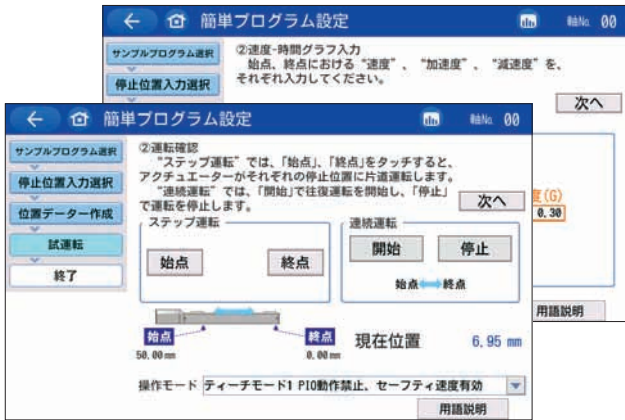 簡単プログラム設定
軸No. 00
サンプルプログラム選択
停止位置入力選択
②速度-時間グラフ入力
始点、終点における “速度”、 “加速度”、 “減速度” を、
それぞれ入力してください。
次へ
度(G)
0.30
用語説明
簡単プログラム設定
軸No. 00
サンプルプログラム選択
停止位置入力選択
位置データー作成
試運転
終了
②運転確認
“ステップ運転” では、「始点」、「終点」をタッチすると、
アクチュエーターがそれぞれの停止位置に片道運転します。
“連続運転” では、「開始」で往復運転を開始し、「停止」
で運転を停止します。
次へ
ステップ運転
始点 終点
連続運転
開始 停止
始点 終点
始点 終点
50.00 mm 0.00 mm
現在位置 6.95 mm
操作モード ティーチモード1 PIO動作禁止、セーフティ速度有効
用語説明